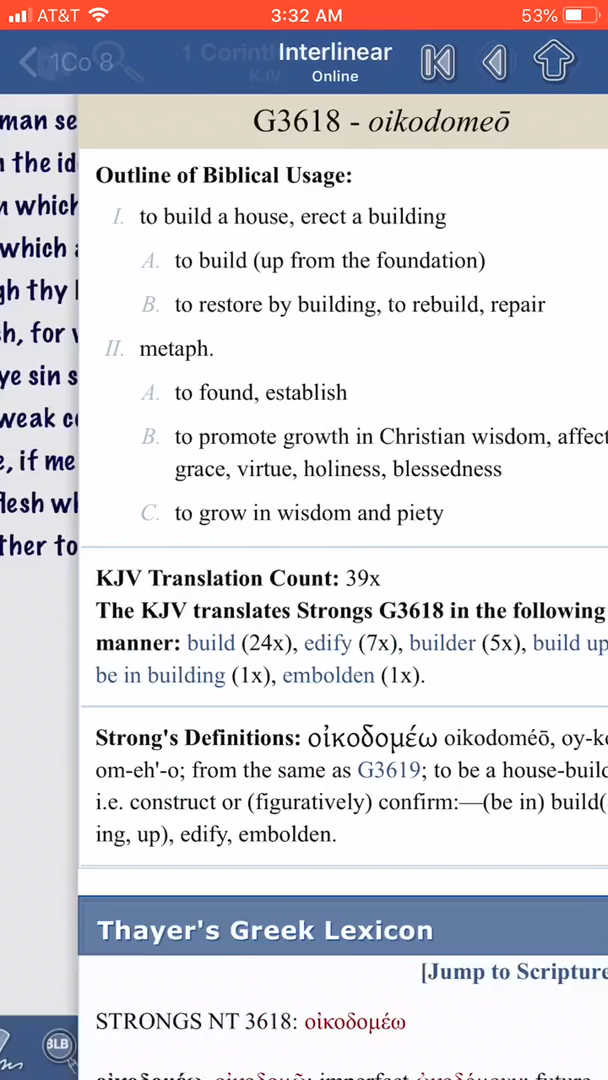 AT&T 3:32 AM 53%
1Co 8 1 Corint Interlinear
K.J.V Online
G3618 - oikodomeō
man se
n the id
n which
which a
gh thy
sh, for
ye sin s
weak co
e, if me
flesh wh
ther to
Outline of Biblical Usage:
I. to build a house, erect a building
A. to build (up from the foundation)
B. to restore by building, to rebuild, repair
II. metaph.
A. to found, establish
B. to promote growth in Christian wisdom, affect
grace, virtue, holiness, blessedness
C. to grow in wisdom and piety
KJV Translation Count: 39x
The KJV translates Strongs G3618 in the following
manner: build (24x), edify (7x), builder (5x), build up
be in building (1x), embolden (1x).
Strong's Definitions: οἰκοδομέω oikodoméō, oy-ko
om-eh'-o; from the same as G3619; to be a house-build
i.e. construct or (figuratively) confirm:—(be in) build(
ing, up), edify, embolden.
Thayer's Greek Lexicon
[Jump to Scripture
STRONGS NT 3618: οἰκοδομέω
BLB